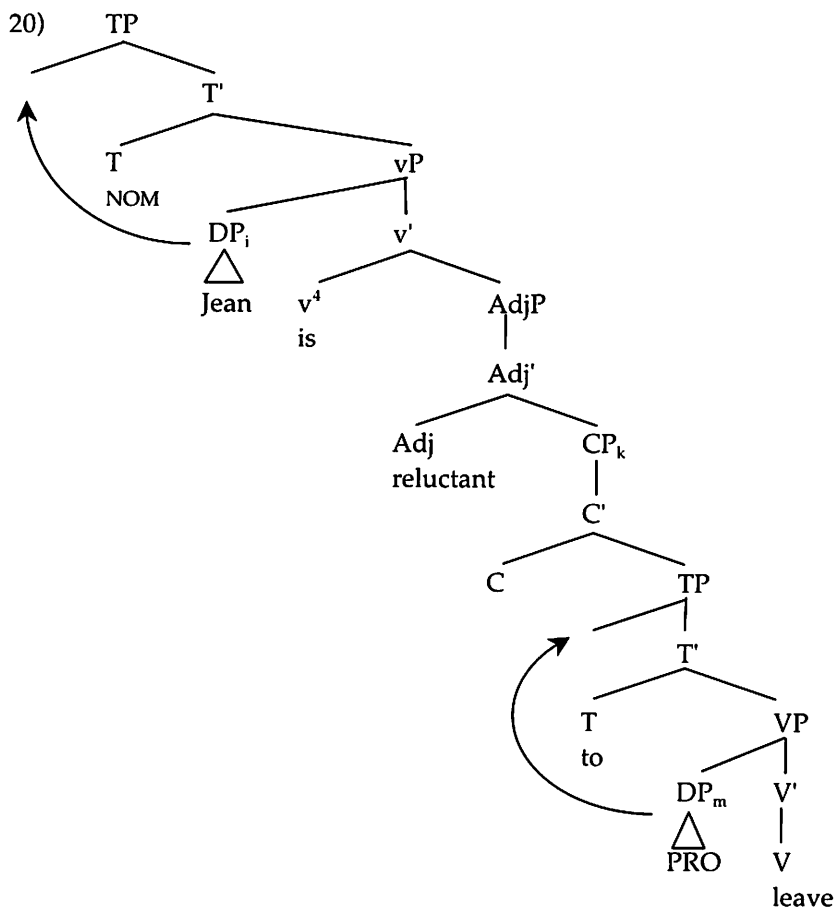 20) TP
T'
T vP
NOM
DPᵢ v'
Jean v⁴ AdjP
is
Adj'
Adj CPₖ
reluctant
C'
C TP
T'
T VP
to
DPₘ V'
PRO V
leave